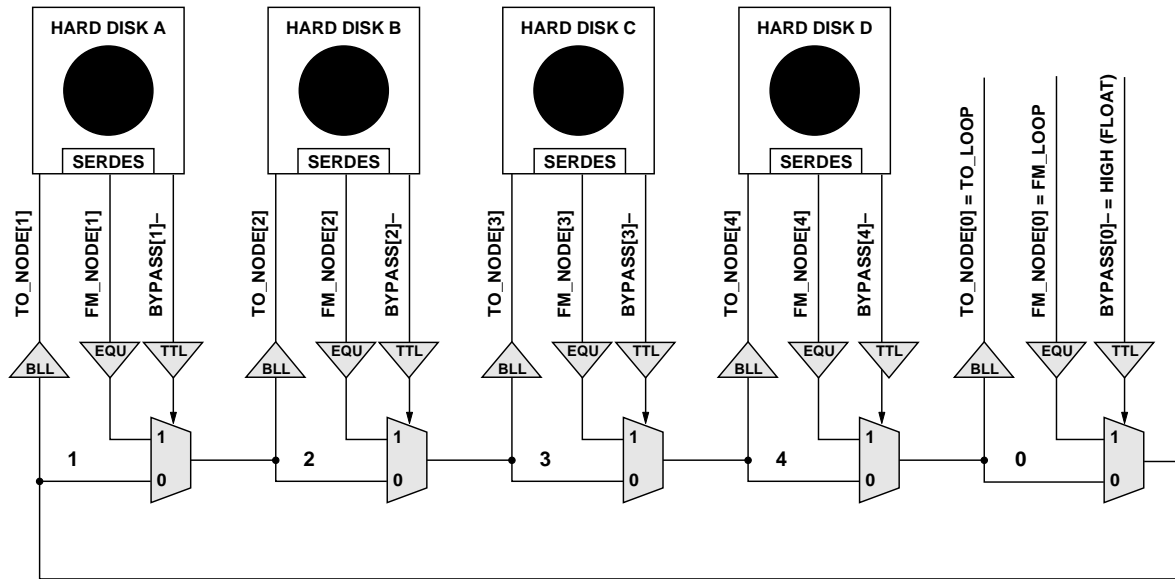 HARD DISK A
HARD DISK B
HARD DISK C
HARD DISK D
SERDES
SERDES
SERDES
SERDES
TO_NODE[1]
FM_NODE[1]
BYPASS[1]–
TO_NODE[2]
FM_NODE[2]
BYPASS[2]–
TO_NODE[3]
FM_NODE[3]
BYPASS[3]–
TO_NODE[4]
FM_NODE[4]
BYPASS[4]–
TO_NODE[0] = TO_LOOP
FM_NODE[0] = FM_LOOP
BYPASS[0]– = HIGH (FLOAT)
BLL
EQU
TTL
BLL
EQU
TTL
BLL
EQU
TTL
BLL
EQU
TTL
BLL
EQU
TTL
1
1
0
2
1
0
3
1
0
4
1
0
0
1
0